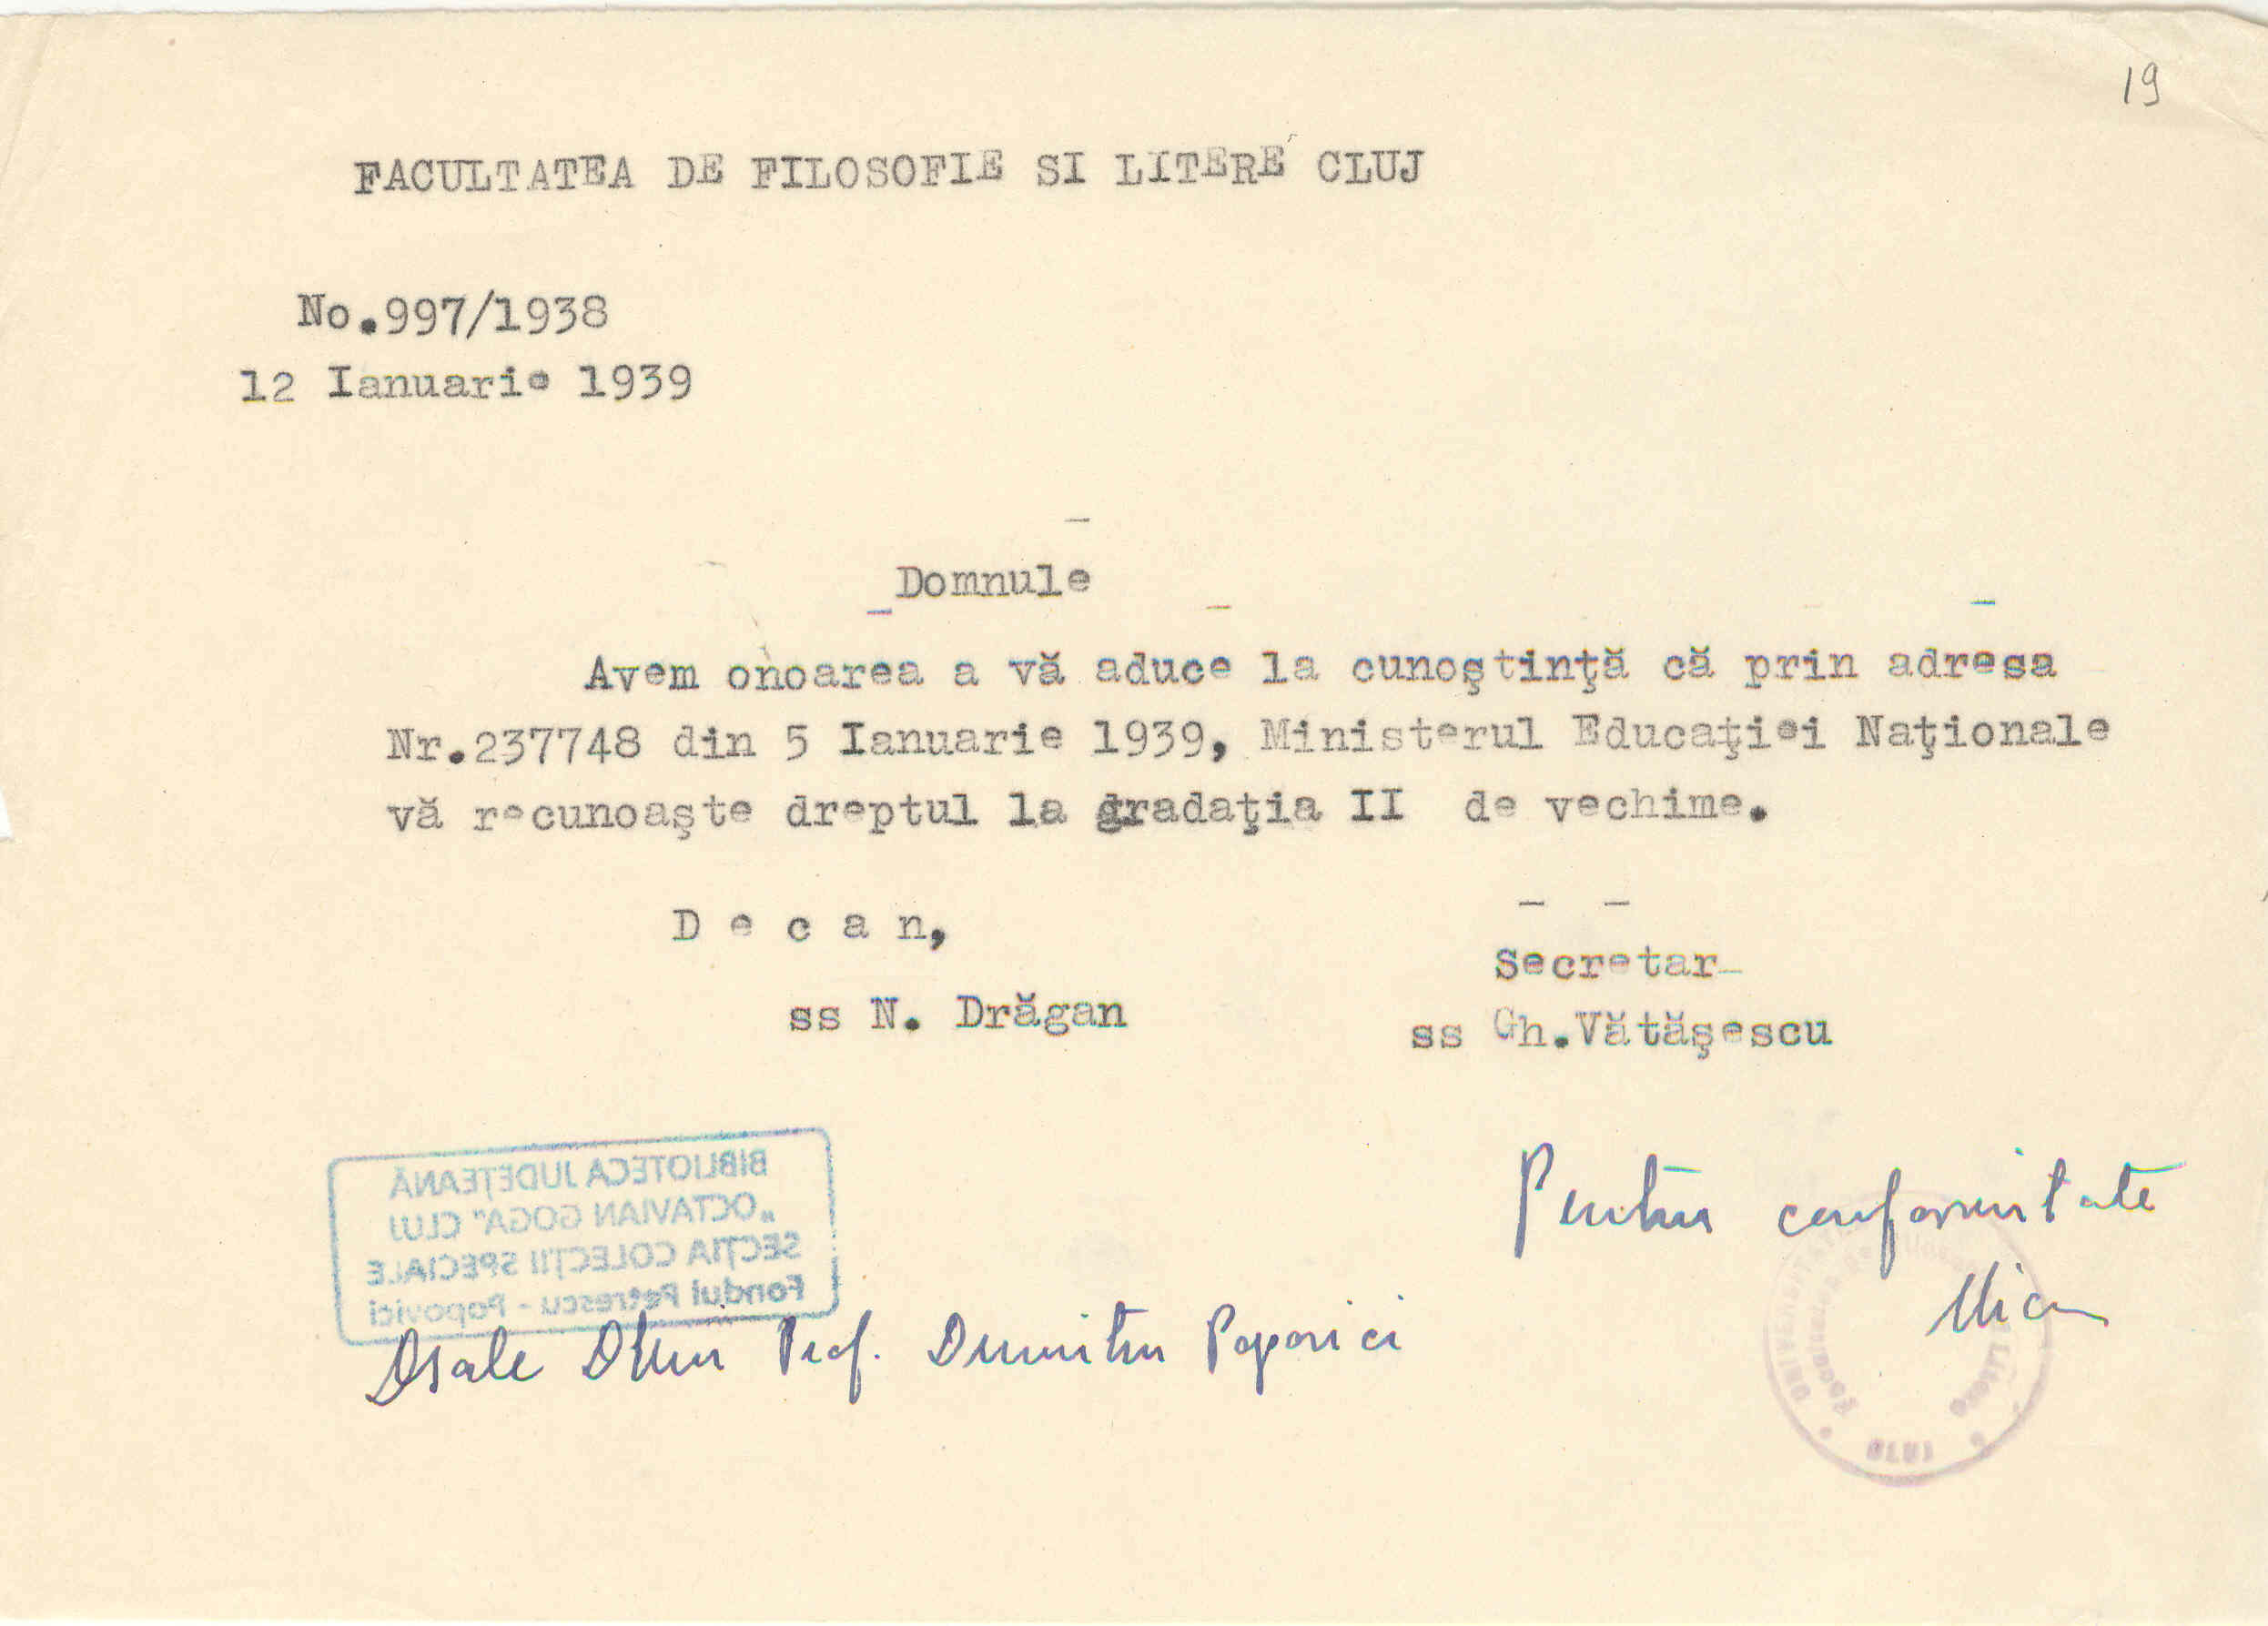 19
FACULTATEA DE FILOSOFIE SI LITERE CLUJ
No.997/1938
12 Ianuarie 1939
Domnule
Avem onoarea a vă aduce la cunoştinţă că prin adresa
Nr.237748 din 5 Ianuarie 1939, Ministerul Educaţiei Naţionale
vă recunoaşte dreptul la gradaţia II de vechime.
D e c a n,
Secretar
ss N. Drăgan
ss Gh.Vătăşescu
Pentru conformitate
BIBLIOTECA JUDEŢEANĂ
„OCTAVIAN GOGA" CLUJ
SECŢIA COLECŢII SPECIALE
Fondul Petrescu - Popovici
Dsale Dlui Prof. Dumitru Popovici